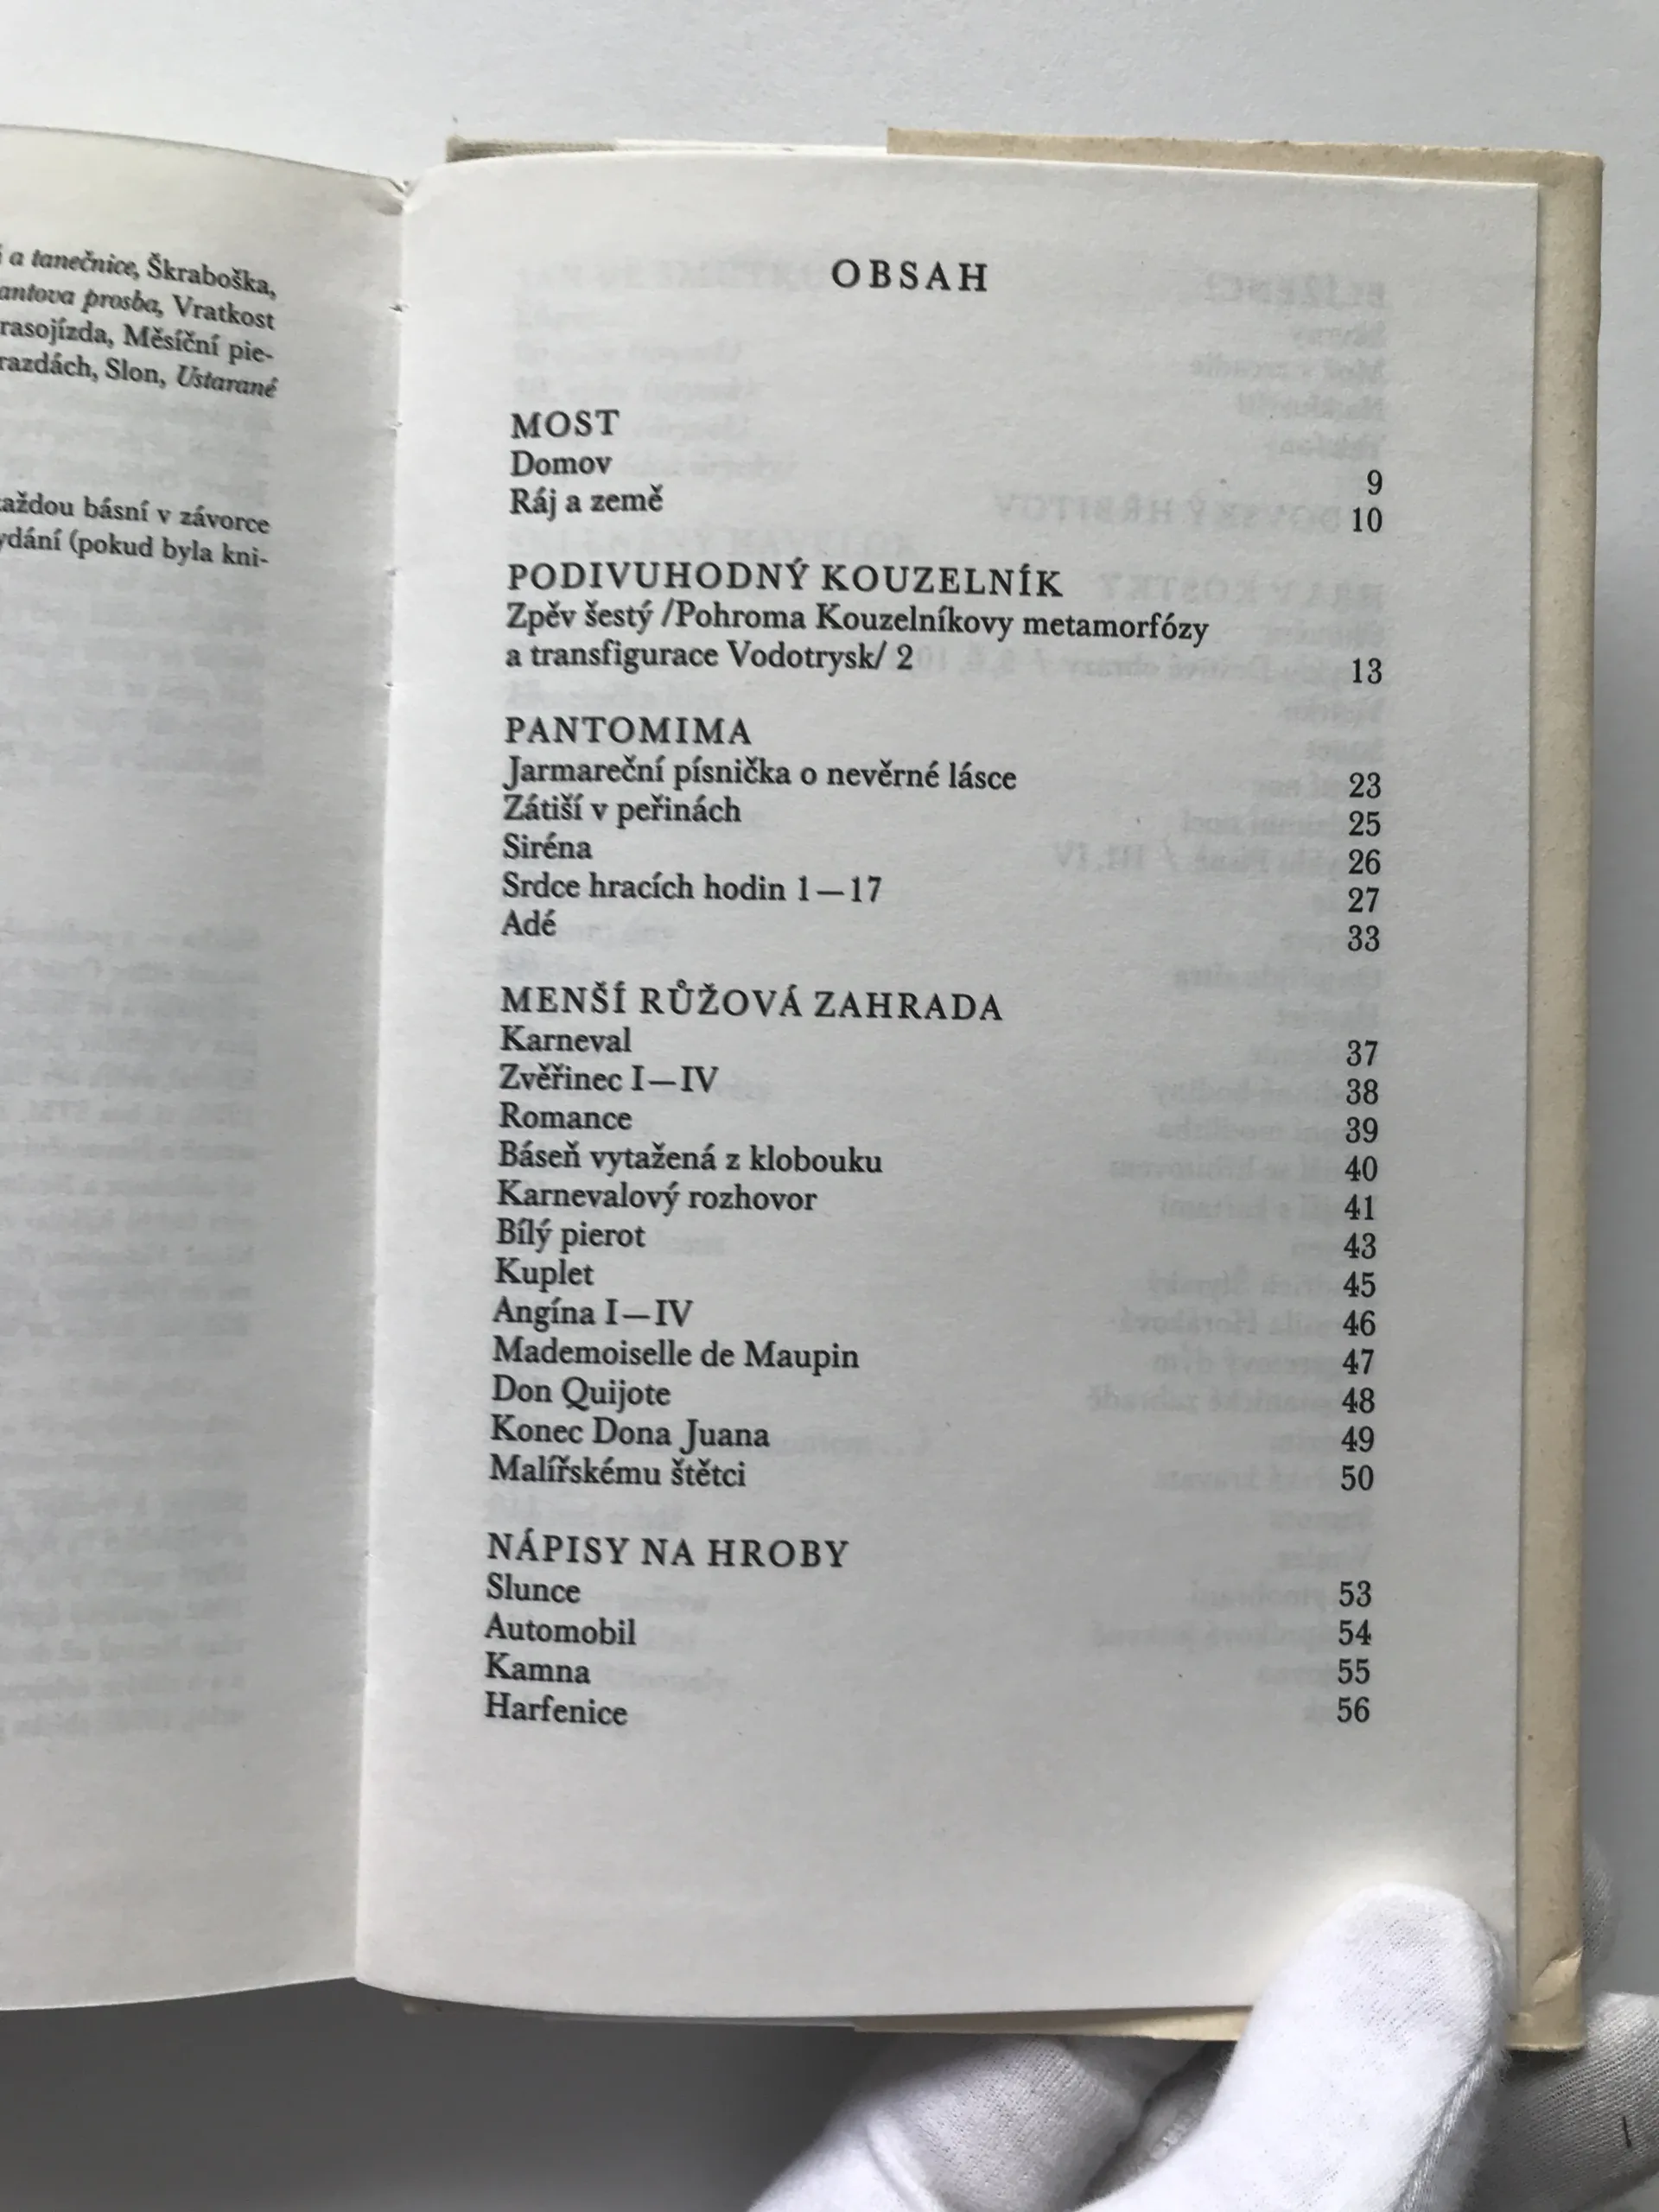 a tanečnice, Škraboška,
prosba, Vratkost
Měsíční pie-
Slon, Ustarané
básní v závorce
(pokud byla kni-
OBSAH
MOST
Domov 9
Ráj a země 10
PODIVUHODNÝ KOUZELNÍK
Zpěv šestý /Pohroma Kouzelníkovy metamorfózy
a transfigurace Vodotrysk/ 2 13
PANTOMIMA
Jarmareční písnička o nevěrné lásce 23
Zátiší v peřinách 25
Siréna 26
Srdce hracích hodin 1—17 27
Adé 33
MENŠÍ RŮŽOVÁ ZAHRADA
Karneval 37
Zvěřinec I—IV 38
Romance 39
Báseň vytažená z klobouku 40
Karnevalový rozhovor 41
Bílý pierot 43
Kuplet 45
Angína I—IV 46
Mademoiselle de Maupin 47
Don Quijote 48
Konec Dona Juana 49
Malířskému štětci 50
NÁPISY NA HROBY
Slunce 53
Automobil 54
Kamna 55
Harfenice 56